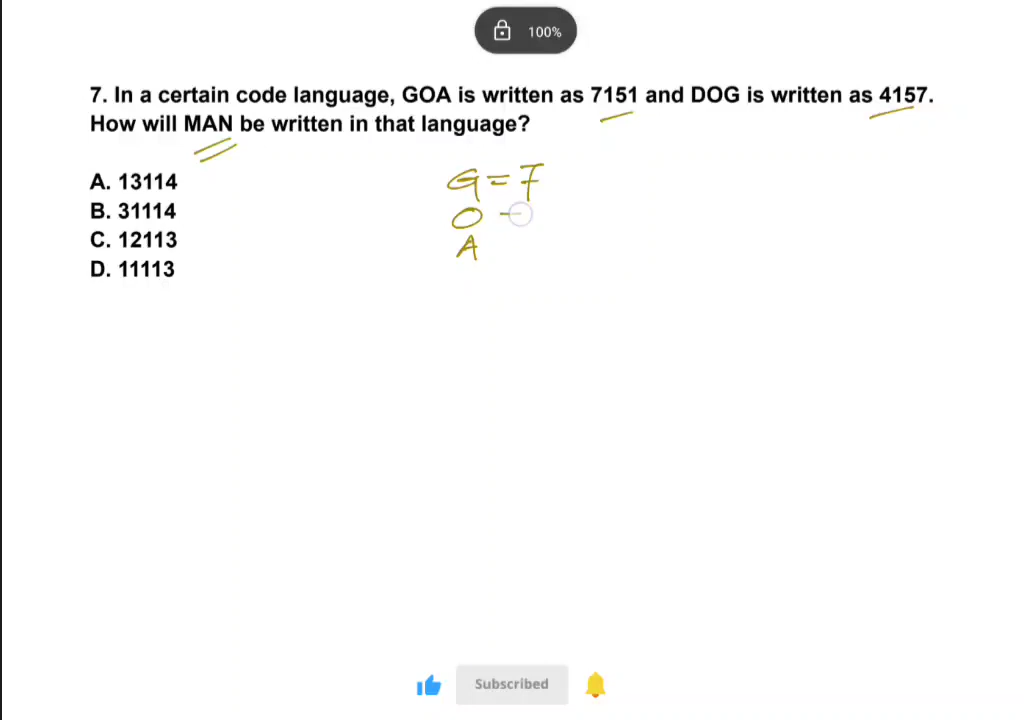 100%
7. In a certain code language, GOA is written as 7151 and DOG is written as 4157.
How will MAN be written in that language?
A. 13114
B. 31114
C. 12113
D. 11113
G = 7
O -
A
Subscribed